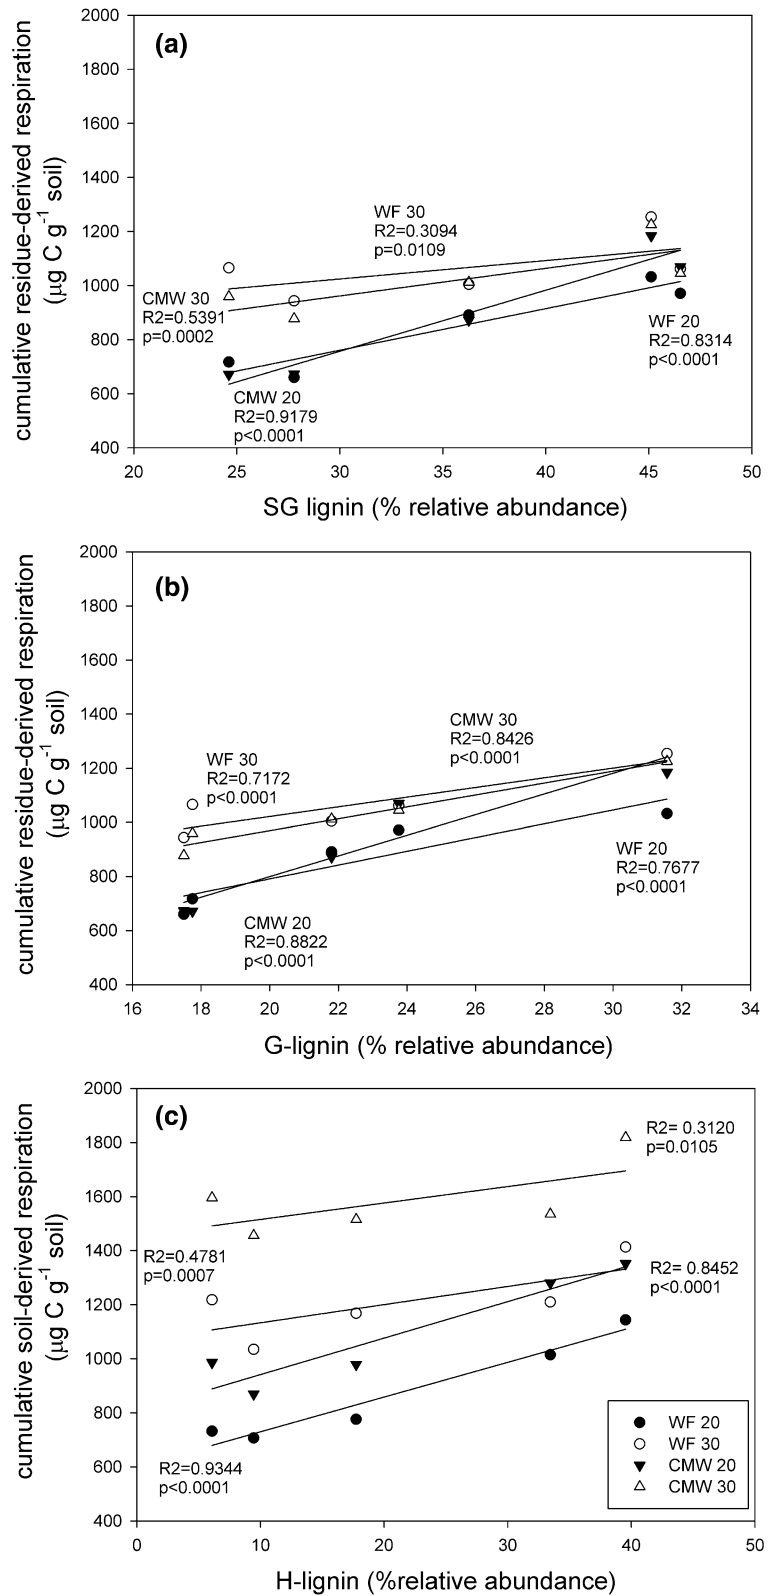 2000
(a)
1800
1600
1400
1200
1000
800
600
400
cumulative residue-derived respiration
(µg C g-1 soil)
WF 30
R2=0.3094
p=0.0109
CMW 30
R2=0.5391
p=0.0002
WF 20
R2=0.8314
p<0.0001
CMW 20
R2=0.9179
p<0.0001
20 25 30 35 40 45 50
SG lignin (% relative abundance)
2000
(b)
1800
1600
1400
1200
1000
800
600
400
cumulative residue-derived respiration
(µg C g-1 soil)
CMW 30
R2=0.8426
p<0.0001
WF 30
R2=0.7172
p<0.0001
WF 20
R2=0.7677
p<0.0001
CMW 20
R2=0.8822
p<0.0001
16 18 20 22 24 26 28 30 32 34
G-lignin (% relative abundance)
2000
(c)
1800
1600
1400
1200
1000
800
600
400
cumulative soil-derived respiration
(µg C g-1 soil)
R2= 0.3120
p=0.0105
R2=0.4781
p=0.0007
R2= 0.8452
p<0.0001
R2=0.9344
p<0.0001
WF 20
WF 30
CMW 20
CMW 30
0 10 20 30 40 50
H-lignin (%relative abundance)